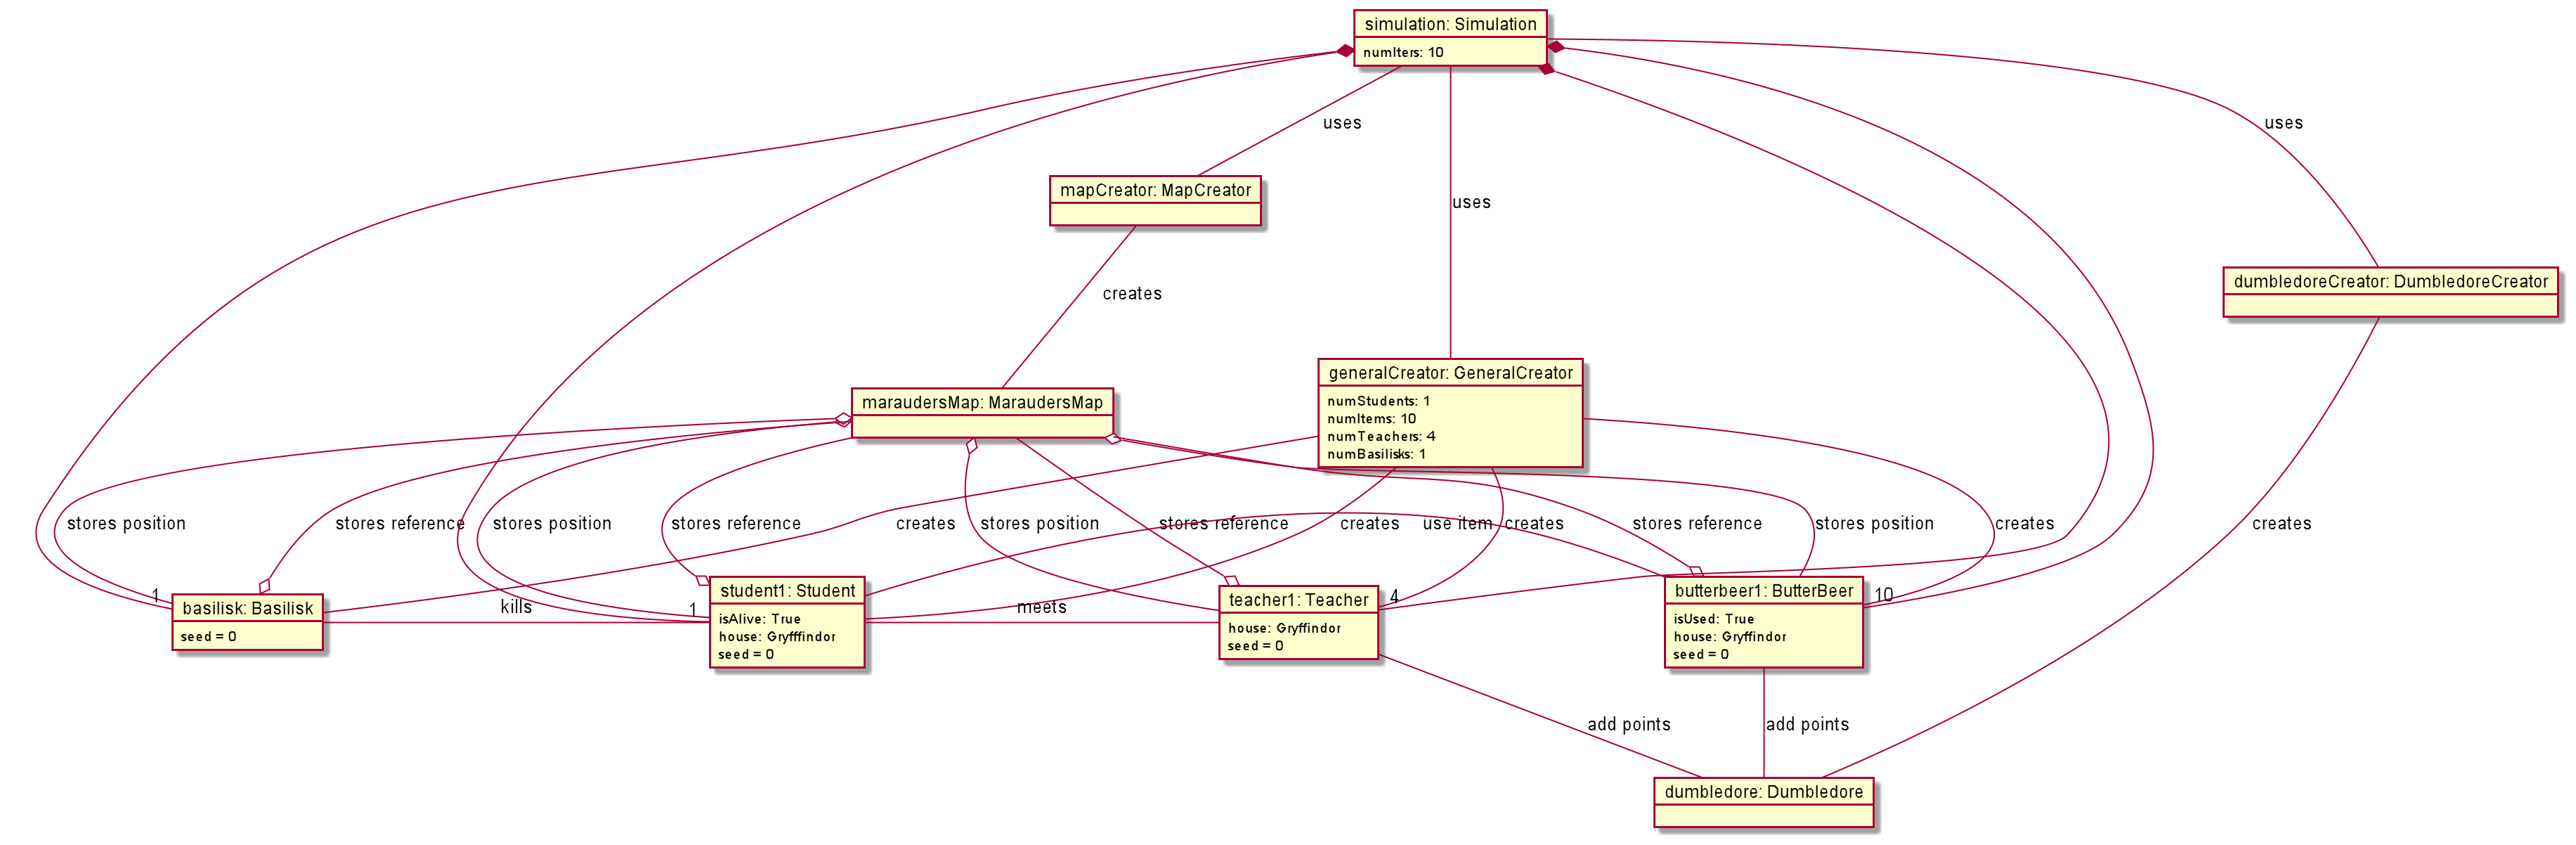 simulation: Simulation
numIters: 10
uses
uses
mapCreator: MapCreator
uses
dumbledoreCreator: DumbledoreCreator
creates
generalCreator: GeneralCreator
numStudents: 1
numItems: 10
numTeachers: 4
numBasilisks: 1
maraudersMap: MaraudersMap
stores position
stores reference
stores position
stores reference
creates
stores position
stores reference
creates
use item
creates
stores reference
stores position
creates
creates
1
basilisk: Basilisk
seed = 0
kills
1
student1: Student
isAlive: True
house: Gryfffindor
seed = 0
meets
teacher1: Teacher
house: Gryffindor
seed = 0
4
butterbeer1: ButterBeer
isUsed: True
house: Gryffindor
seed = 0
10
add points
add points
dumbledore: Dumbledore